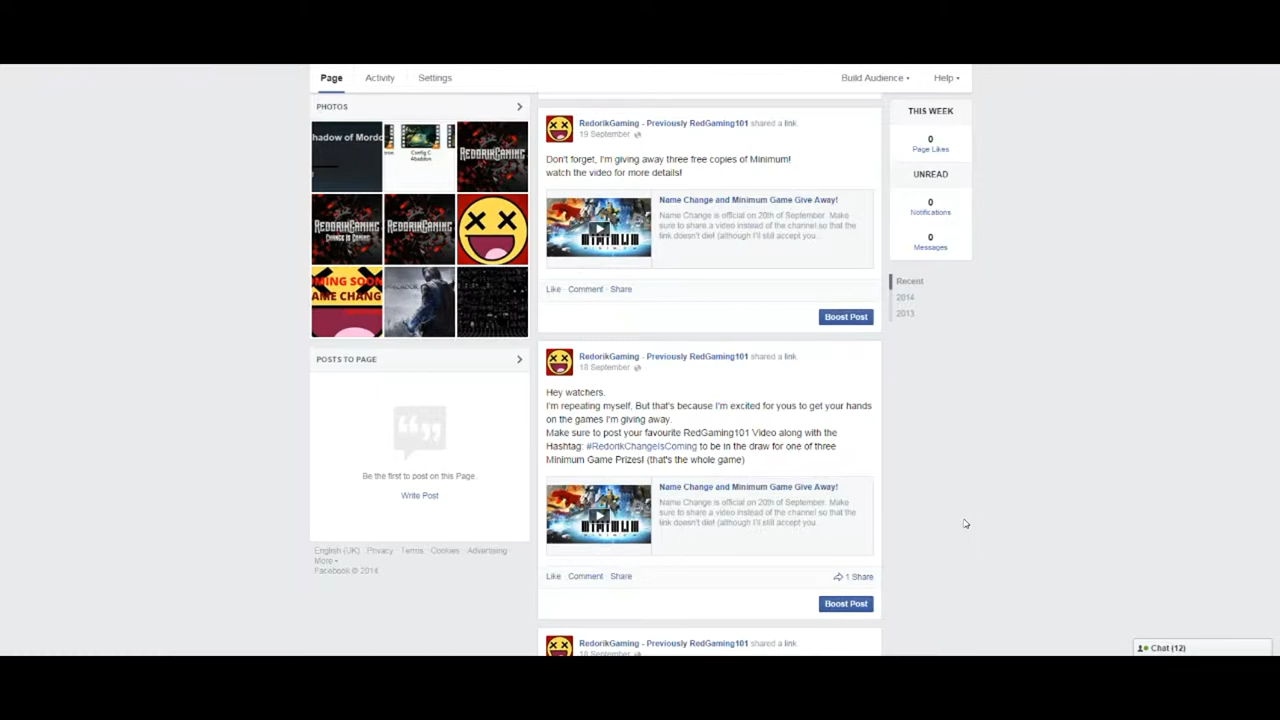 Page Activity Settings Build Audience Help
PHOTOS
hadow of Mordo
Config C
Abaddon
REDORIKGAMING
REDORIKGAMING
CHANGE IS COMING
REDORIKGAMING
MING SOON
AME CHANG
POSTS TO PAGE
Be the first to post on this Page.
Write Post
English (UK) · Privacy · Terms · Cookies · Advertising ·
More
Facebook © 2014
RedorikGaming - Previously RedGaming101 shared a link.
19 September
Don't forget, I'm giving away three free copies of Minimum!
watch the video for more details!
MINIMUM
Name Change and Minimum Game Give Away!
Name Change is official on 20th of September. Make
sure to share a video instead of the channel so that the
link doesn't die! (although I'll still accept you...
Like · Comment · Share
Boost Post
RedorikGaming - Previously RedGaming101 shared a link.
18 September
Hey watchers.
I'm repeating myself, But that's because I'm excited for yous to get your hands
on the games I'm giving away.
Make sure to post your favourite RedGaming101 Video along with the
Hashtag: #RedorikChangeIsComing to be in the draw for one of three
Minimum Game Prizes! (that's the whole game)
MINIMUM
Name Change and Minimum Game Give Away!
Name Change is official on 20th of September. Make
sure to share a video instead of the channel so that the
link doesn't die! (although I'll still accept you...
Like · Comment · Share 1 Share
Boost Post
RedorikGaming - Previously RedGaming101 shared a link.
18 September
THIS WEEK
0
Page Likes
UNREAD
0
Notifications
0
Messages
Recent
2014
2013
Chat (12)